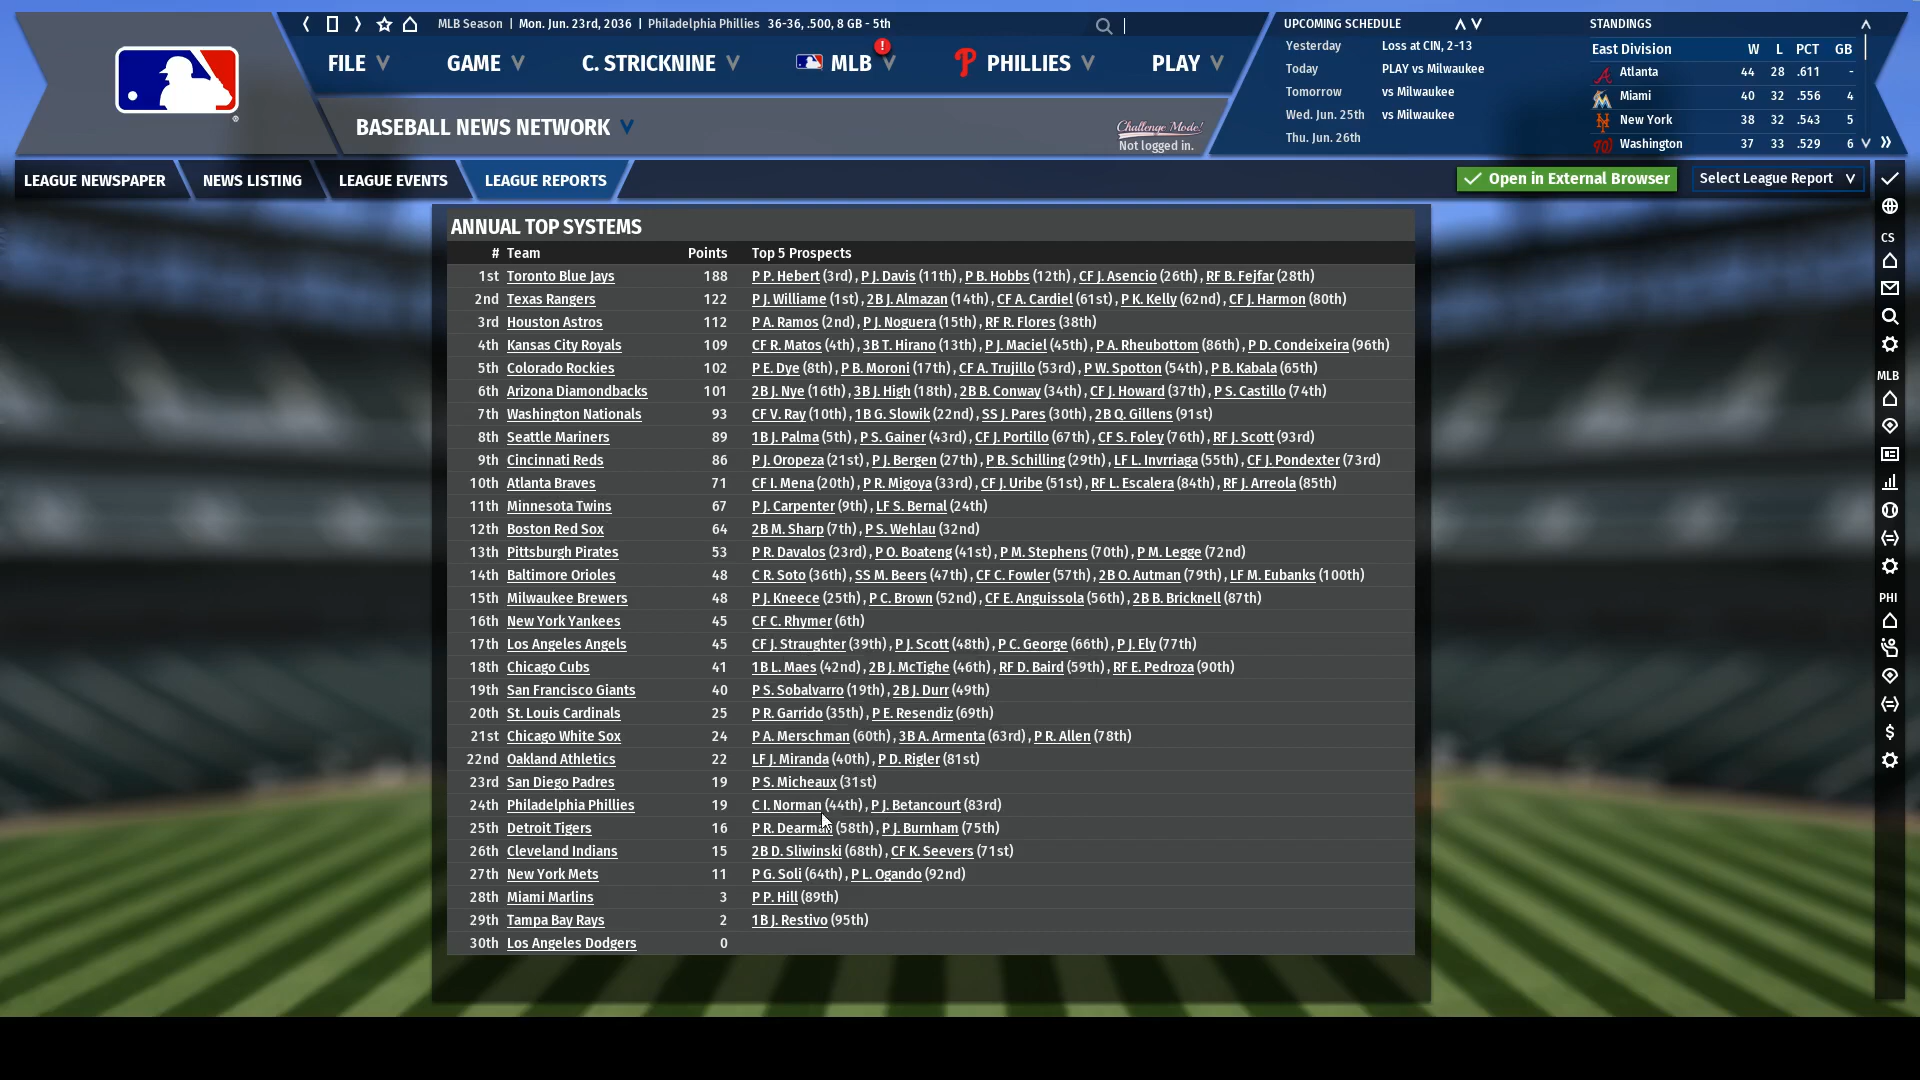 MLB Season | Mon. Jun. 23rd, 2036 | Philadelphia Phillies 36-36, .500, 8 GB - 5th
FILE GAME C. STRICKNINE MLB ! PHILLIES PLAY
BASEBALL NEWS NETWORK
Challenge Mode!
Not logged in.
UPCOMING SCHEDULE
Yesterday Loss at CIN, 2-13
Today PLAY vs Milwaukee
Tomorrow vs Milwaukee
Wed. Jun. 25th vs Milwaukee
Thu. Jun. 26th
STANDINGS
East Division W L PCT GB
Atlanta 44 28 .611 -
Miami 40 32 .556 4
New York 38 32 .543 5
Washington 37 33 .529 6
LEAGUE NEWSPAPER NEWS LISTING LEAGUE EVENTS LEAGUE REPORTS
Open in External Browser Select League Report
ANNUAL TOP SYSTEMS
# Team Points Top 5 Prospects
1st Toronto Blue Jays 188 P P. Hebert (3rd), P J. Davis (11th), P B. Hobbs (12th), CF J. Asencio (26th), RF B. Fejfar (28th)
2nd Texas Rangers 122 P J. Williame (1st), 2B J. Almazan (14th), CF A. Cardiel (61st), P K. Kelly (62nd), CF J. Harmon (80th)
3rd Houston Astros 112 P A. Ramos (2nd), P J. Noguera (15th), RF R. Flores (38th)
4th Kansas City Royals 109 CF R. Matos (4th), 3B T. Hirano (13th), P J. Maciel (45th), P A. Rheubottom (86th), P D. Condeixeira (96th)
5th Colorado Rockies 102 P E. Dye (8th), P B. Moroni (17th), CF A. Trujillo (53rd), P W. Spotton (54th), P B. Kabala (65th)
6th Arizona Diamondbacks 101 2B J. Nye (16th), 3B J. High (18th), 2B B. Conway (34th), CF J. Howard (37th), P S. Castillo (74th)
7th Washington Nationals 93 CF V. Ray (10th), 1B G. Slowik (22nd), SS J. Pares (30th), 2B Q. Gillens (91st)
8th Seattle Mariners 89 1B J. Palma (5th), P S. Gainer (43rd), CF J. Portillo (67th), CF S. Foley (76th), RF J. Scott (93rd)
9th Cincinnati Reds 86 P J. Oropeza (21st), P J. Bergen (27th), P B. Schilling (29th), LF L. Invrriaga (55th), CF J. Pondexter (73rd)
10th Atlanta Braves 71 CF I. Mena (20th), P R. Migoya (33rd), CF J. Uribe (51st), RF L. Escalera (84th), RF J. Arreola (85th)
11th Minnesota Twins 67 P J. Carpenter (9th), LF S. Bernal (24th)
12th Boston Red Sox 64 2B M. Sharp (7th), P S. Wehlau (32nd)
13th Pittsburgh Pirates 53 P R. Davalos (23rd), P O. Boateng (41st), P M. Stephens (70th), P M. Legge (72nd)
14th Baltimore Orioles 48 C R. Soto (36th), SS M. Beers (47th), CF C. Fowler (57th), 2B O. Autman (79th), LF M. Eubanks (100th)
15th Milwaukee Brewers 48 P J. Kneece (25th), P C. Brown (52nd), CF E. Anguissola (56th), 2B B. Bricknell (87th)
16th New York Yankees 45 CF C. Rhymer (6th)
17th Los Angeles Angels 45 CF J. Straughter (39th), P J. Scott (48th), P C. George (66th), P J. Ely (77th)
18th Chicago Cubs 41 1B L. Maes (42nd), 2B J. McTighe (46th), RF D. Baird (59th), RF E. Pedroza (90th)
19th San Francisco Giants 40 P S. Sobalvarro (19th), 2B J. Durr (49th)
20th St. Louis Cardinals 25 P R. Garrido (35th), P E. Resendiz (69th)
21st Chicago White Sox 24 P A. Merschman (60th), 3B A. Armenta (63rd), P R. Allen (78th)
22nd Oakland Athletics 22 LF J. Miranda (40th), P D. Rigler (81st)
23rd San Diego Padres 19 P S. Micheaux (31st)
24th Philadelphia Phillies 19 C I. Norman (44th), P J. Betancourt (83rd)
25th Detroit Tigers 16 P R. Dearman (58th), P J. Burnham (75th)
26th Cleveland Indians 15 2B D. Sliwinski (68th), CF K. Seevers (71st)
27th New York Mets 11 P G. Soli (64th), P L. Ogando (92nd)
28th Miami Marlins 3 P P. Hill (89th)
29th Tampa Bay Rays 2 1B J. Restivo (95th)
30th Los Angeles Dodgers 0
CS
MLB
PHI